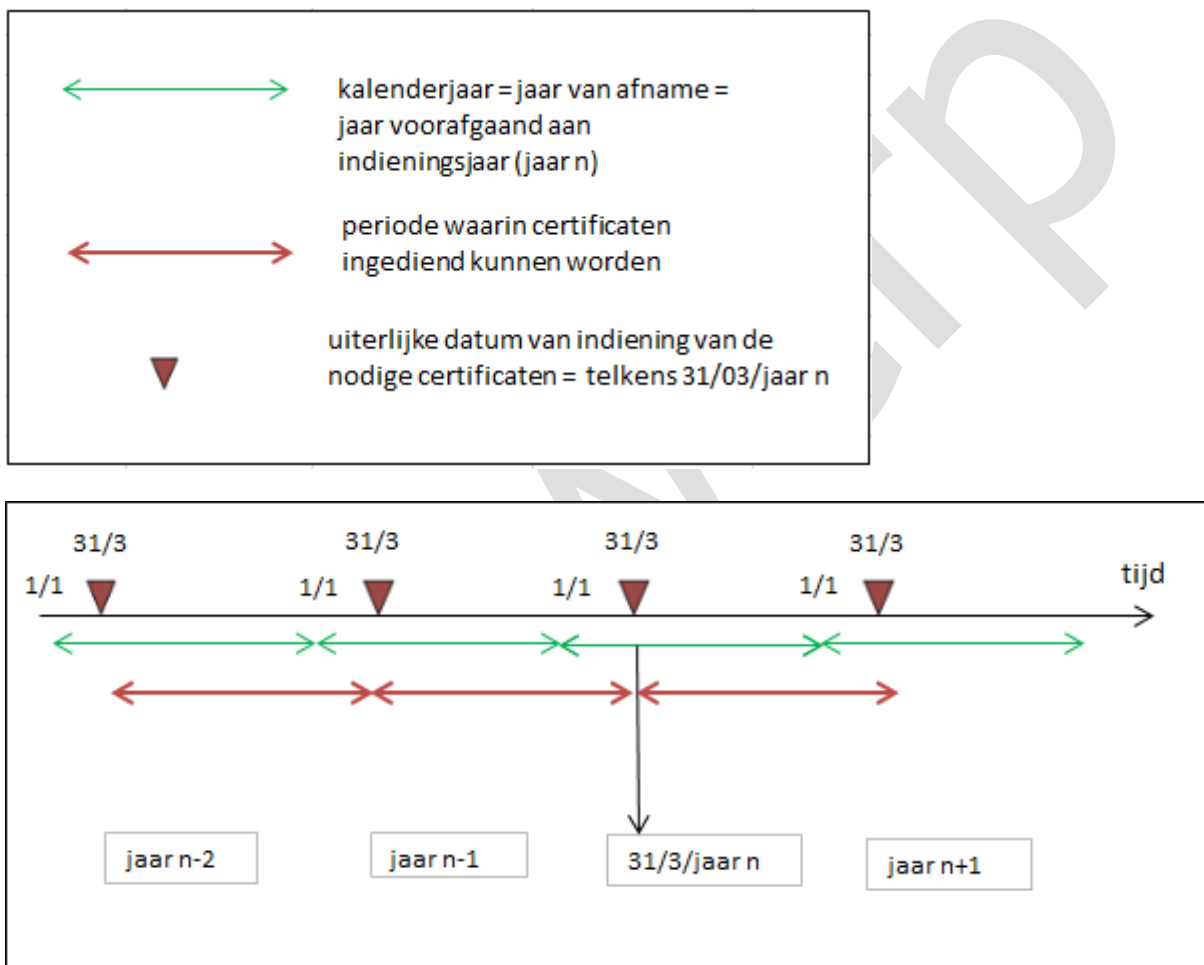 kalenderjaar = jaar van afname =
jaar voorafgaand aan
indieningsjaar (jaar n)
periode waarin certificaten
ingediend kunnen worden
uiterlijke datum van indiening van de
nodige certificaten = telkens 31/03/jaar n
31/3 31/3 31/3 31/3
1/1 1/1 1/1 1/1 tijd
jaar n-2 jaar n-1 31/3/jaar n jaar n+1